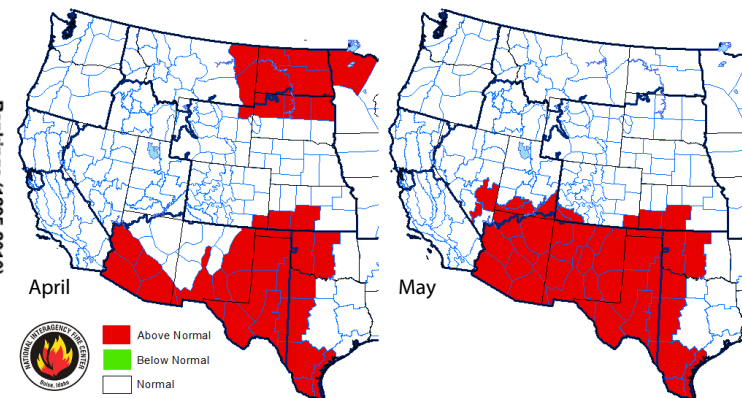 April
May
Above Normal
Below Normal
Normal
NATIONAL INTERAGENCY FIRE CENTER
Boise, Idaho